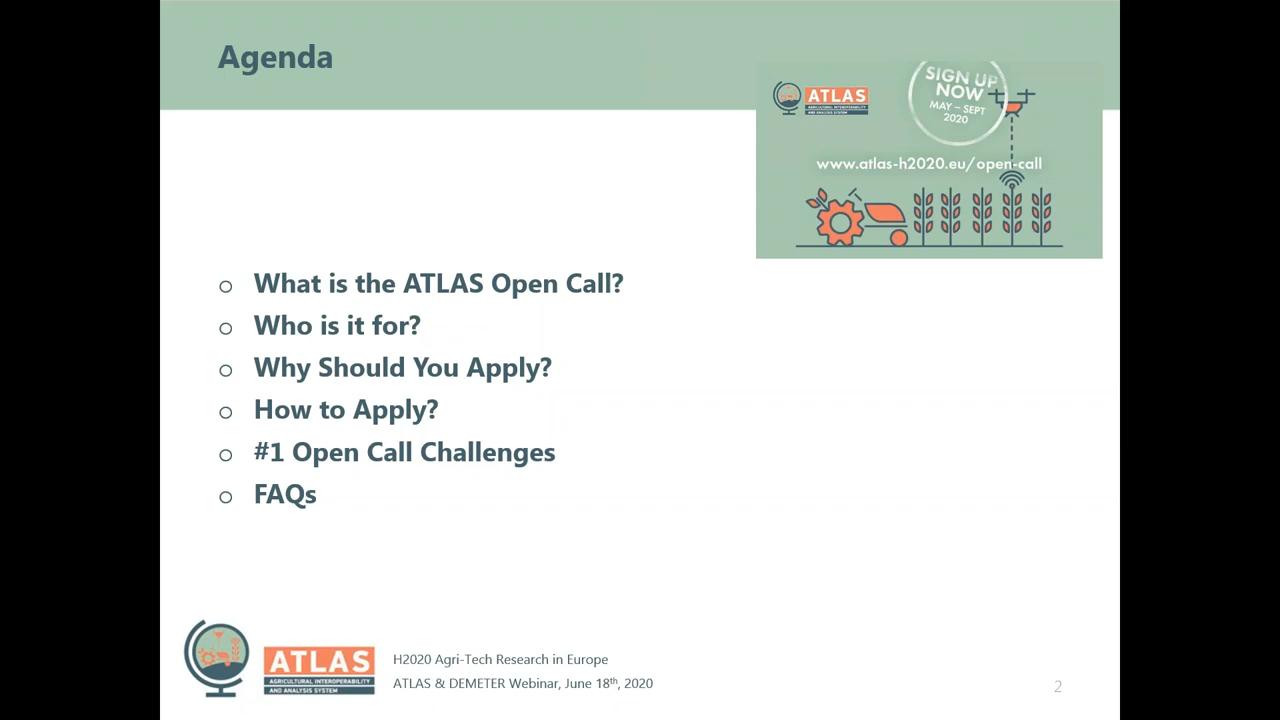 Agenda
SIGN UP
NOW
MAY – SEPT
2020
ATLAS
AGRICULTURAL INTEROPERABILITY
AND ANALYSIS SYSTEM
www.atlas-h2020.eu/open-call
What is the ATLAS Open Call?
Who is it for?
Why Should You Apply?
How to Apply?
#1 Open Call Challenges
FAQs
ATLAS
AGRICULTURAL INTEROPERABILITY
AND ANALYSIS SYSTEM
H2020 Agri-Tech Research in Europe
ATLAS & DEMETER Webinar, June 18th, 2020
2